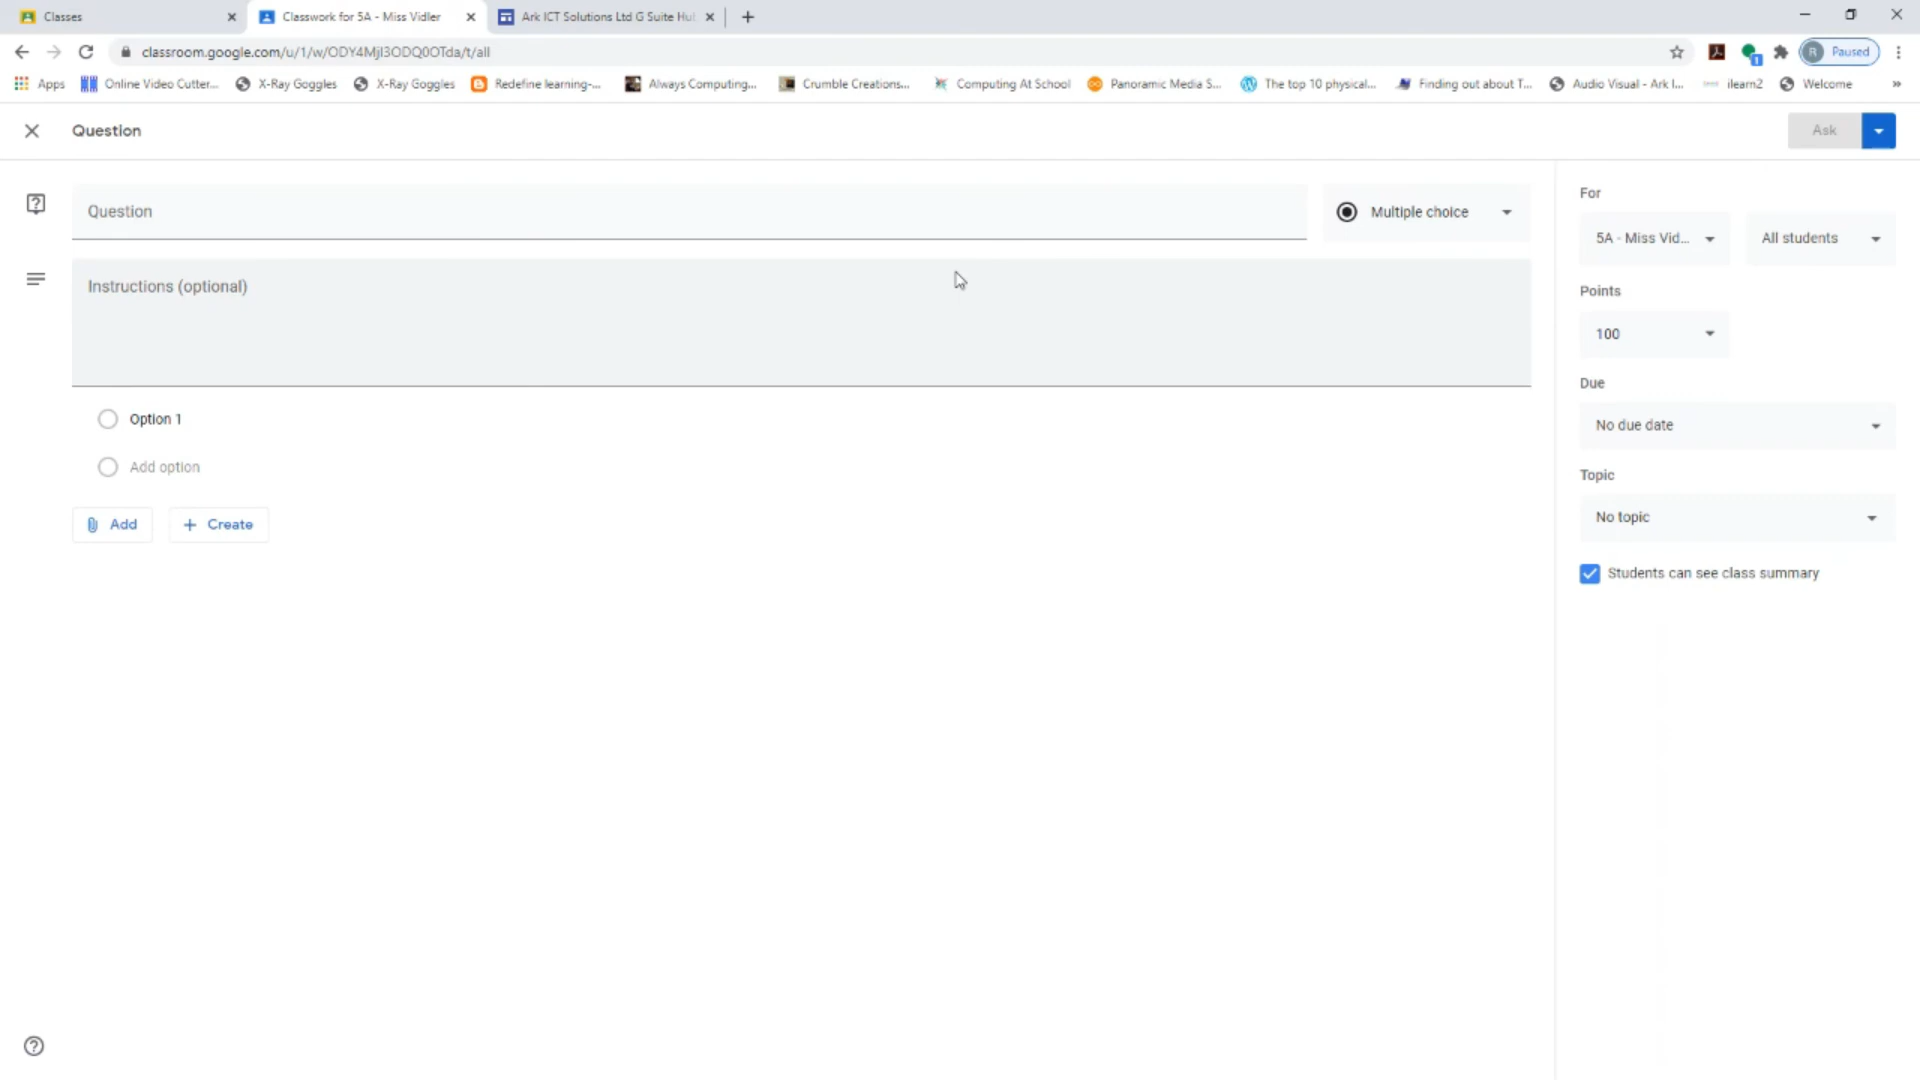 Classes
Classwork for 5A - Miss Vidler
Ark ICT Solutions Ltd G Suite Hu
classroom.google.com/u/1/w/ODY4MjI3ODQ0OTda/t/all
R Paused
Apps
Online Video Cutter...
X-Ray Goggles
X-Ray Goggles
Redefine learning-...
Always Computing...
Crumble Creations...
Computing At School
Panoramic Media S...
The top 10 physical...
Finding out about T...
Audio Visual - Ark I...
ilearn2
Welcome
»
Question
Ask
Question
Multiple choice
Instructions (optional)
Option 1
Add option
Add
Create
For
5A - Miss Vid...
All students
Points
100
Due
No due date
Topic
No topic
Students can see class summary